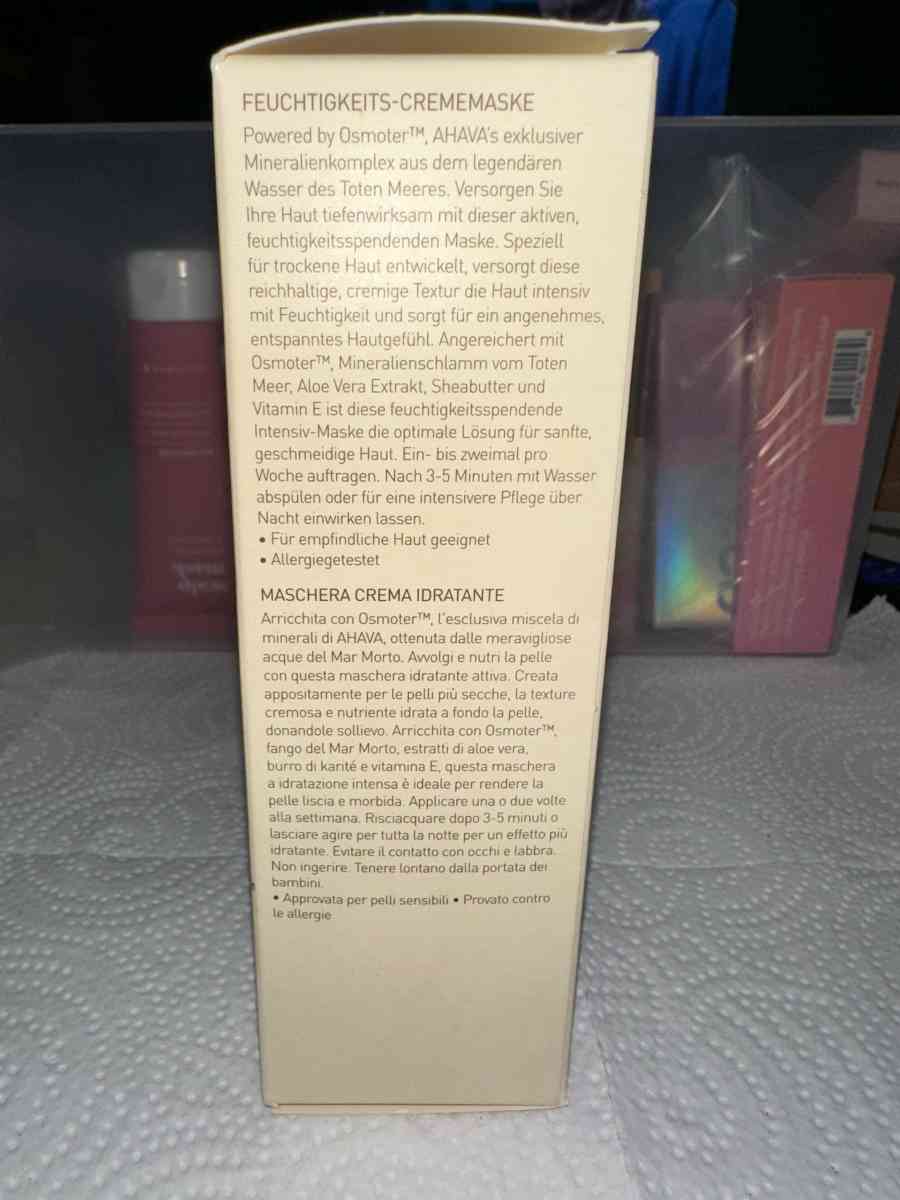 FEUCHTIGKEITS-CREMEMASKE
Powered by Osmoter™, AHAVA's exklusiver
Mineralienkomplex aus dem legendären
Wasser des Toten Meeres. Versorgen Sie
Ihre Haut tiefenwirksam mit dieser aktiven,
feuchtigkeitsspendenden Maske. Speziell
für trockene Haut entwickelt, versorgt diese
reichhaltige, cremige Textur die Haut intensiv
mit Feuchtigkeit und sorgt für ein angenehmes,
entspanntes Hautgefühl. Angereichert mit
Osmoter™, Mineralienschlamm vom Toten
Meer, Aloe Vera Extrakt, Sheabutter und
Vitamin E ist diese feuchtigkeitsspendende
Intensiv-Maske die optimale Lösung für sanfte,
geschmeidige Haut. Ein- bis zweimal pro
Woche auftragen. Nach 3-5 Minuten mit Wasser
abspülen oder für eine intensivere Pflege über
Nacht einwirken lassen.
• Für empfindliche Haut geeignet
• Allergiegetestet
MASCHERA CREMA IDRATANTE
Arricchita con Osmoter™, l'esclusiva miscela di
minerali di AHAVA, ottenuta dalle meravigliose
acque del Mar Morto. Avvolgi e nutri la pelle
con questa maschera idratante attiva. Creata
appositamente per le pelli più secche, la texture
cremosa e nutriente idrata a fondo la pelle,
donandole sollievo. Arricchita con Osmoter™,
fango del Mar Morto, estratti di aloe vera,
burro di karité e vitamina E, questa maschera
a idratazione intensa è ideale per rendere la
pelle liscia e morbida. Applicare una o due volte
alla settimana. Risciacquare dopo 3-5 minuti o
lasciare agire per tutta la notte per un effetto più
idratante. Evitare il contatto con occhi e labbra.
Non ingerire. Tenere lontano dalla portata dei
bambini.
• Approvata per pelli sensibili • Provato contro
le allergie